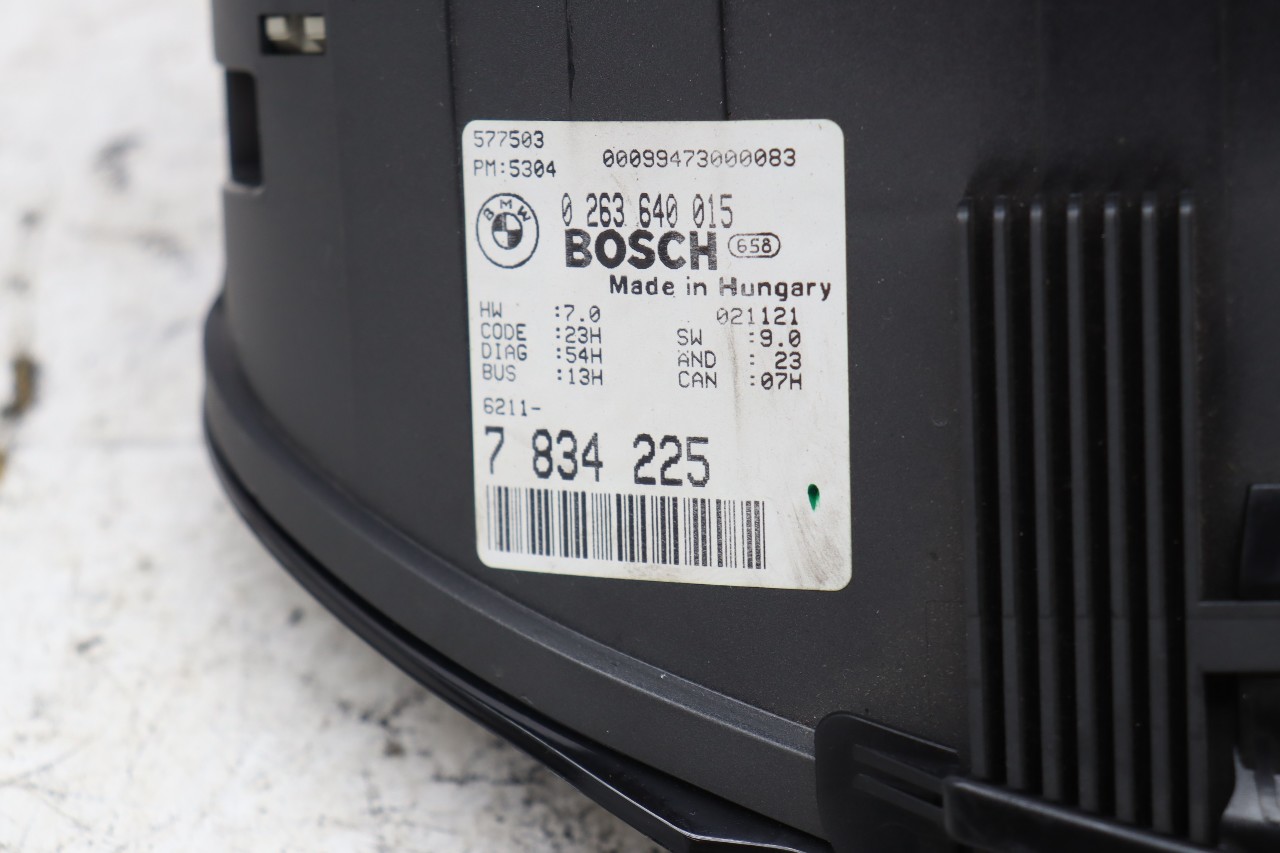 577503
PM:5304
00099473000083
BMW
0 263 640 015
BOSCH 658
Made in Hungary
HW :7.0 021121
CODE :23H SW :9.0
DIAG :54H AND : 23
BUS :13H CAN :07H
6211-
7 834 225